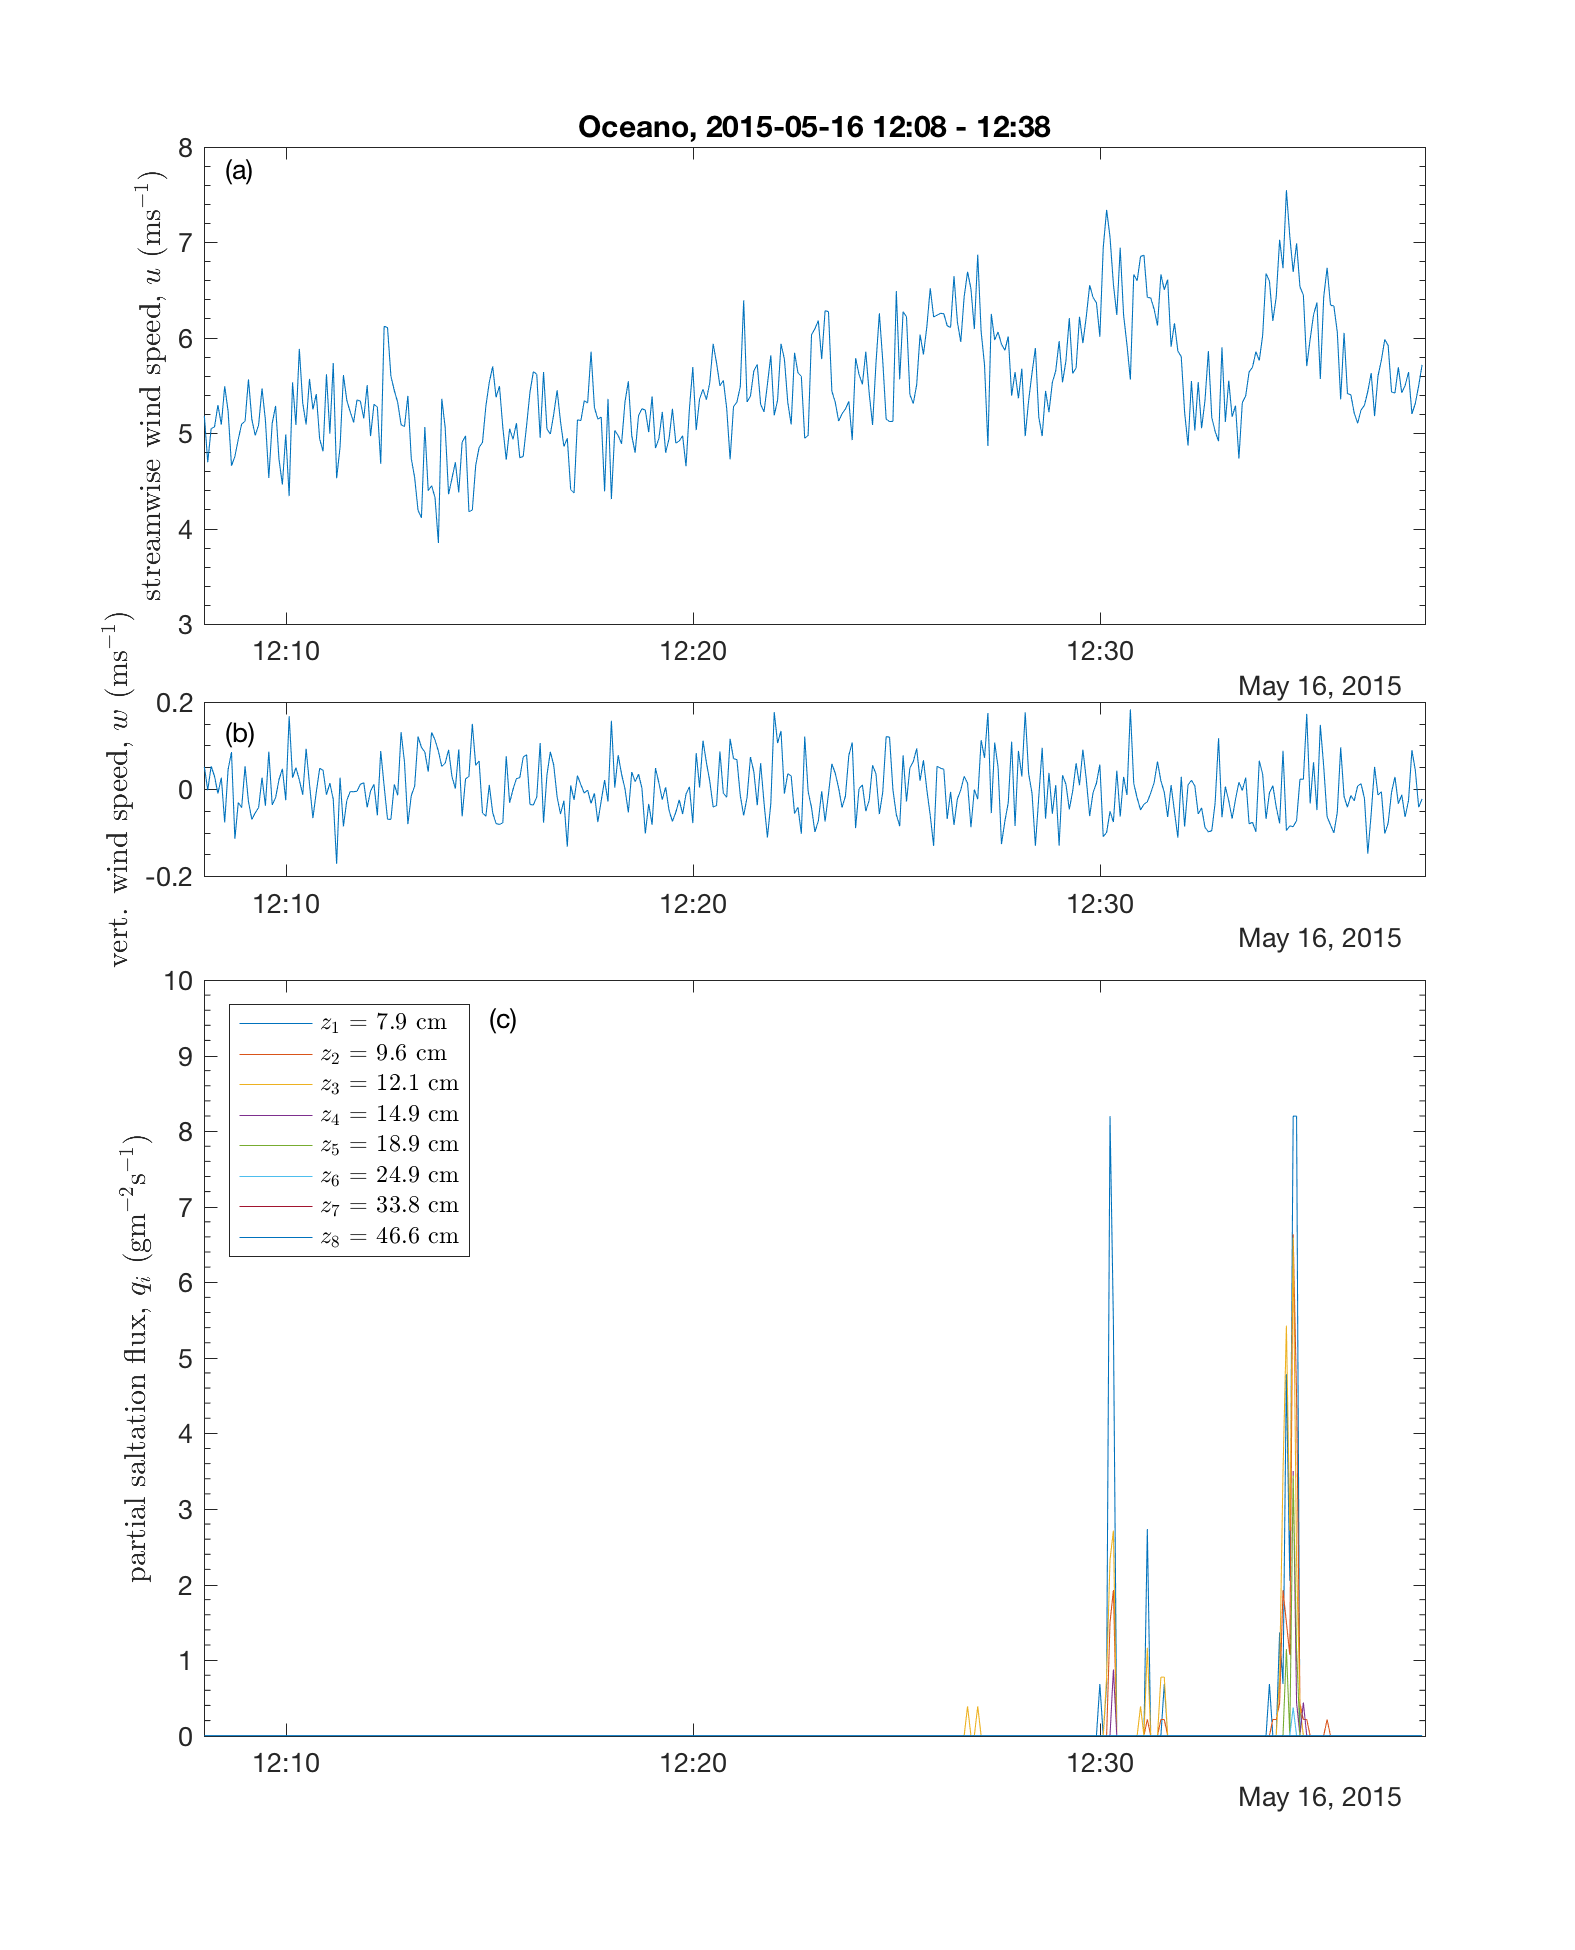 Oceano, 2015-05-16 12:08 - 12:38
(a)
streamwise wind speed, u (ms⁻¹)
8
7
6
5
4
3
12:10 12:20 12:30
May 16, 2015
(b)
vert. wind speed, w (ms⁻¹)
0.2
0
-0.2
12:10 12:20 12:30
May 16, 2015
(c)
partial saltation flux, qᵢ (gm⁻²s⁻¹)
10
9
8
7
6
5
4
3
2
1
0
z₁ = 7.9 cm
z₂ = 9.6 cm
z₃ = 12.1 cm
z₄ = 14.9 cm
z₅ = 18.9 cm
z₆ = 24.9 cm
z₇ = 33.8 cm
z₈ = 46.6 cm
12:10 12:20 12:30
May 16, 2015